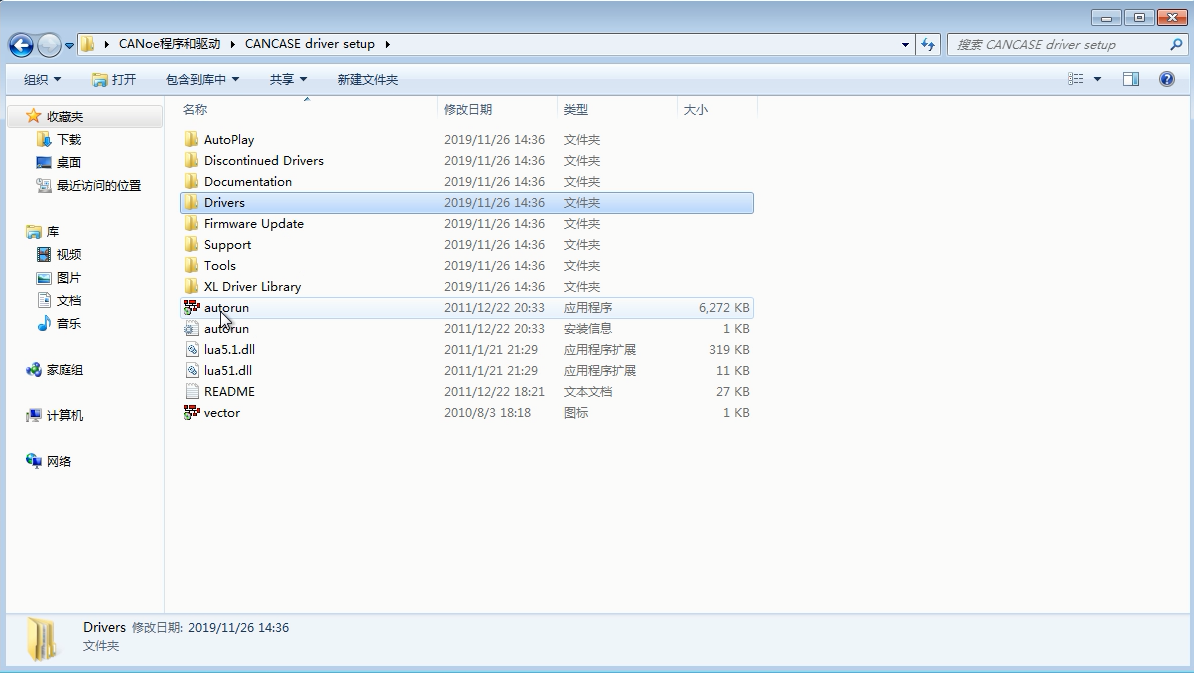 CANoe程序和驱动 CANCASE driver setup 搜索 CANCASE driver setup
组织 打开 包含到库中 共享 新建文件夹
收藏夹
下载
桌面
最近访问的位置
库
视频
图片
文档
音乐
家庭组
计算机
网络
名称 修改日期 类型 大小
AutoPlay 2019/11/26 14:36 文件夹
Discontinued Drivers 2019/11/26 14:36 文件夹
Documentation 2019/11/26 14:36 文件夹
Drivers 2019/11/26 14:36 文件夹
Firmware Update 2019/11/26 14:36 文件夹
Support 2019/11/26 14:36 文件夹
Tools 2019/11/26 14:36 文件夹
XL Driver Library 2019/11/26 14:36 文件夹
autorun 2011/12/22 20:33 应用程序 6,272 KB
autorun 2011/12/22 20:33 安装信息 1 KB
lua5.1.dll 2011/1/21 21:29 应用程序扩展 319 KB
lua51.dll 2011/1/21 21:29 应用程序扩展 11 KB
README 2011/12/22 18:21 文本文档 27 KB
vector 2010/8/3 18:18 图标 1 KB
Drivers 修改日期: 2019/11/26 14:36
文件夹